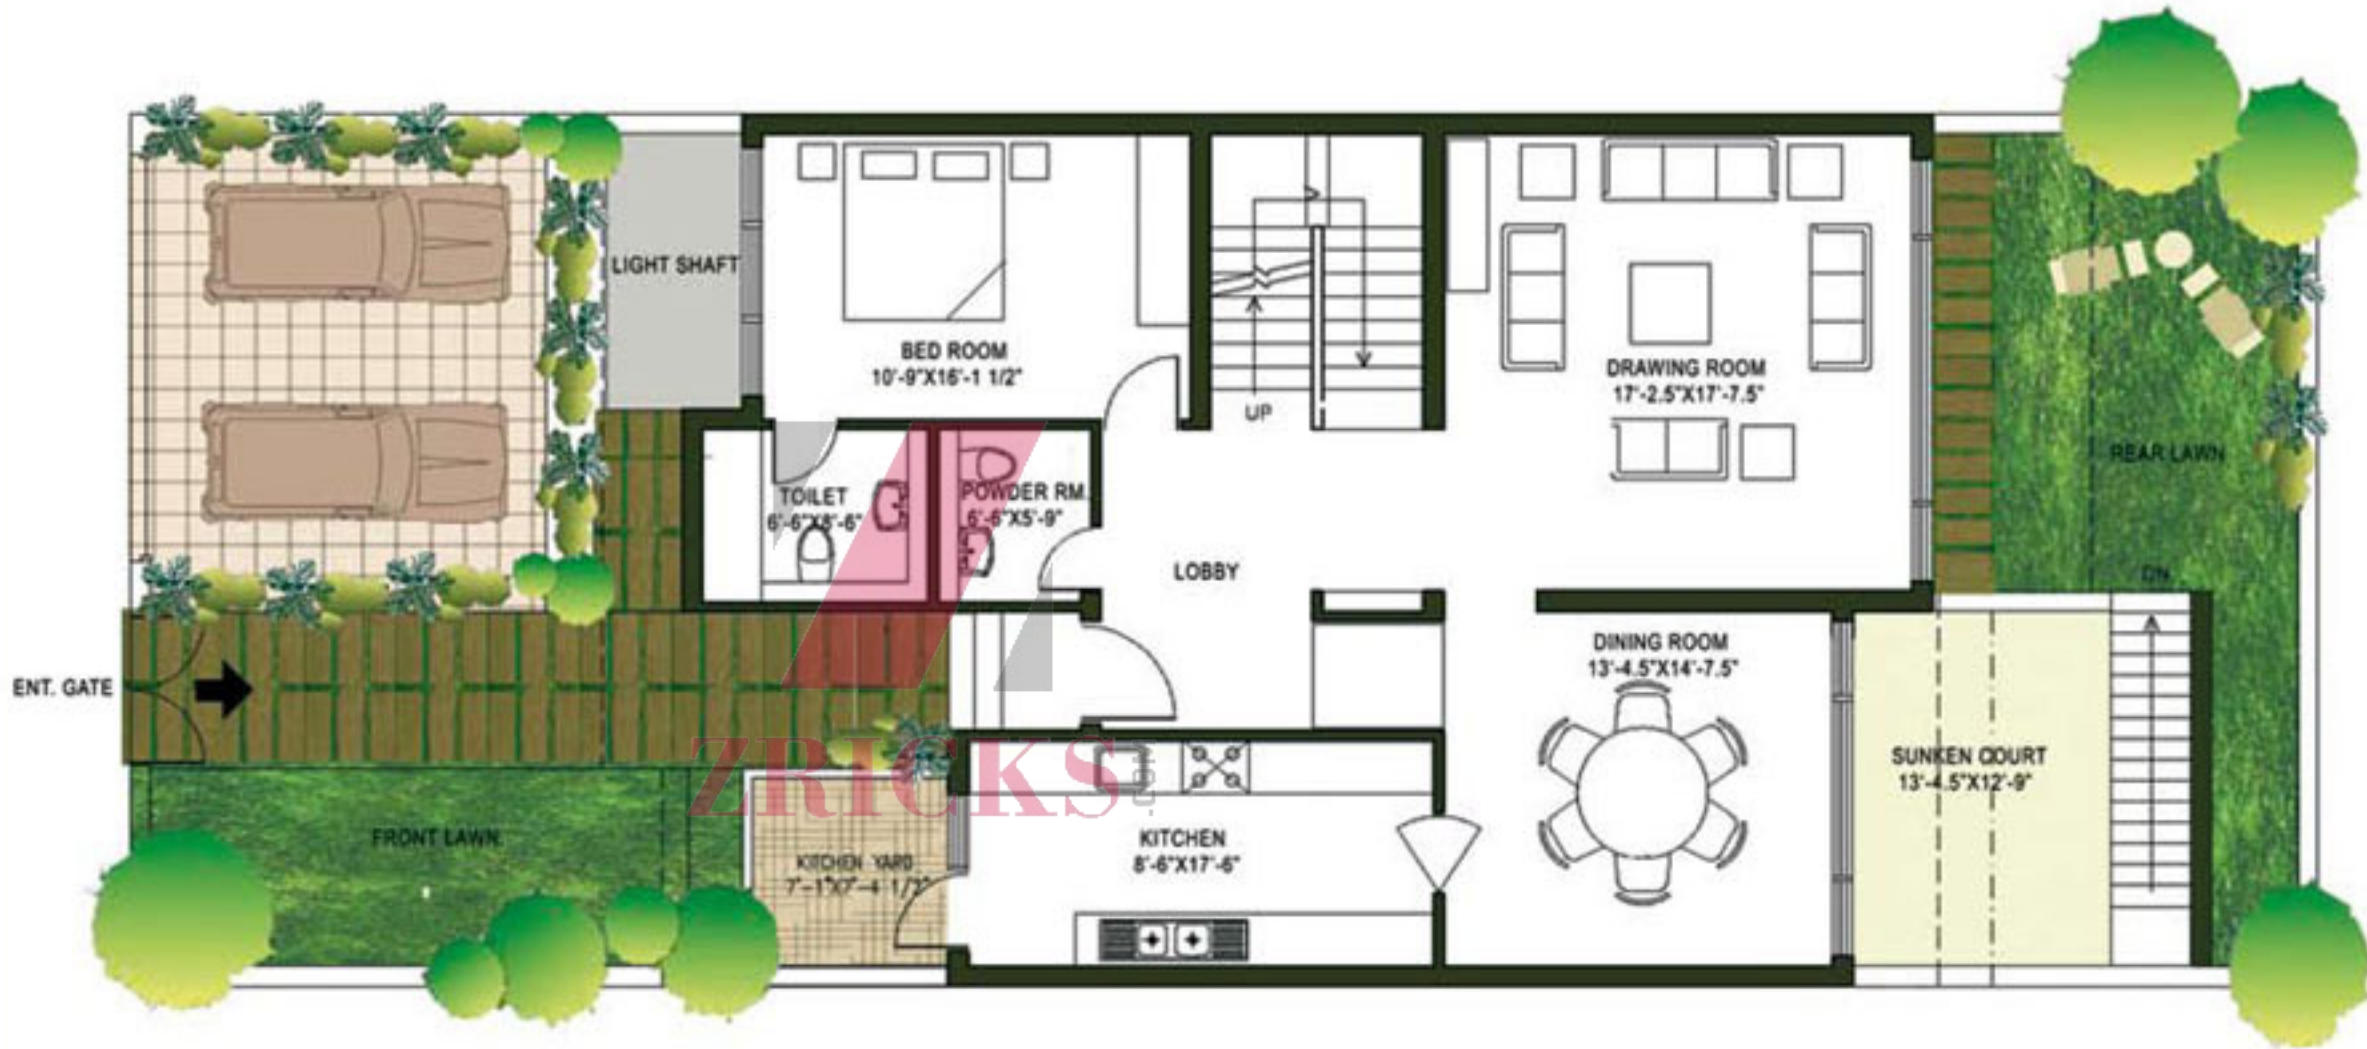 LIGHT SHAFT
BED ROOM
10'-9"X16'-1 1/2"
UP
DRAWING ROOM
17'-2.5"X17'-7.5"
REAR LAWN
TOILET
6'-6"X8'-6"
POWDER RM.
6'-6"X5'-9"
LOBBY
DN
ENT. GATE
DINING ROOM
13'-4.5"X14'-7.5"
SUNKEN COURT
13'-4.5"X12'-9"
ZRICKS
.COM
FRONT LAWN
KITCHEN YARD
7'-1"X7'-4 1/2"
KITCHEN
8'-6"X17'-6"